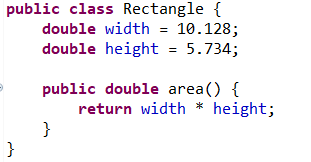 public class Rectangle {
    double width = 10.128;
    double height = 5.734;

    public double area() {
        return width * height;
    }
}